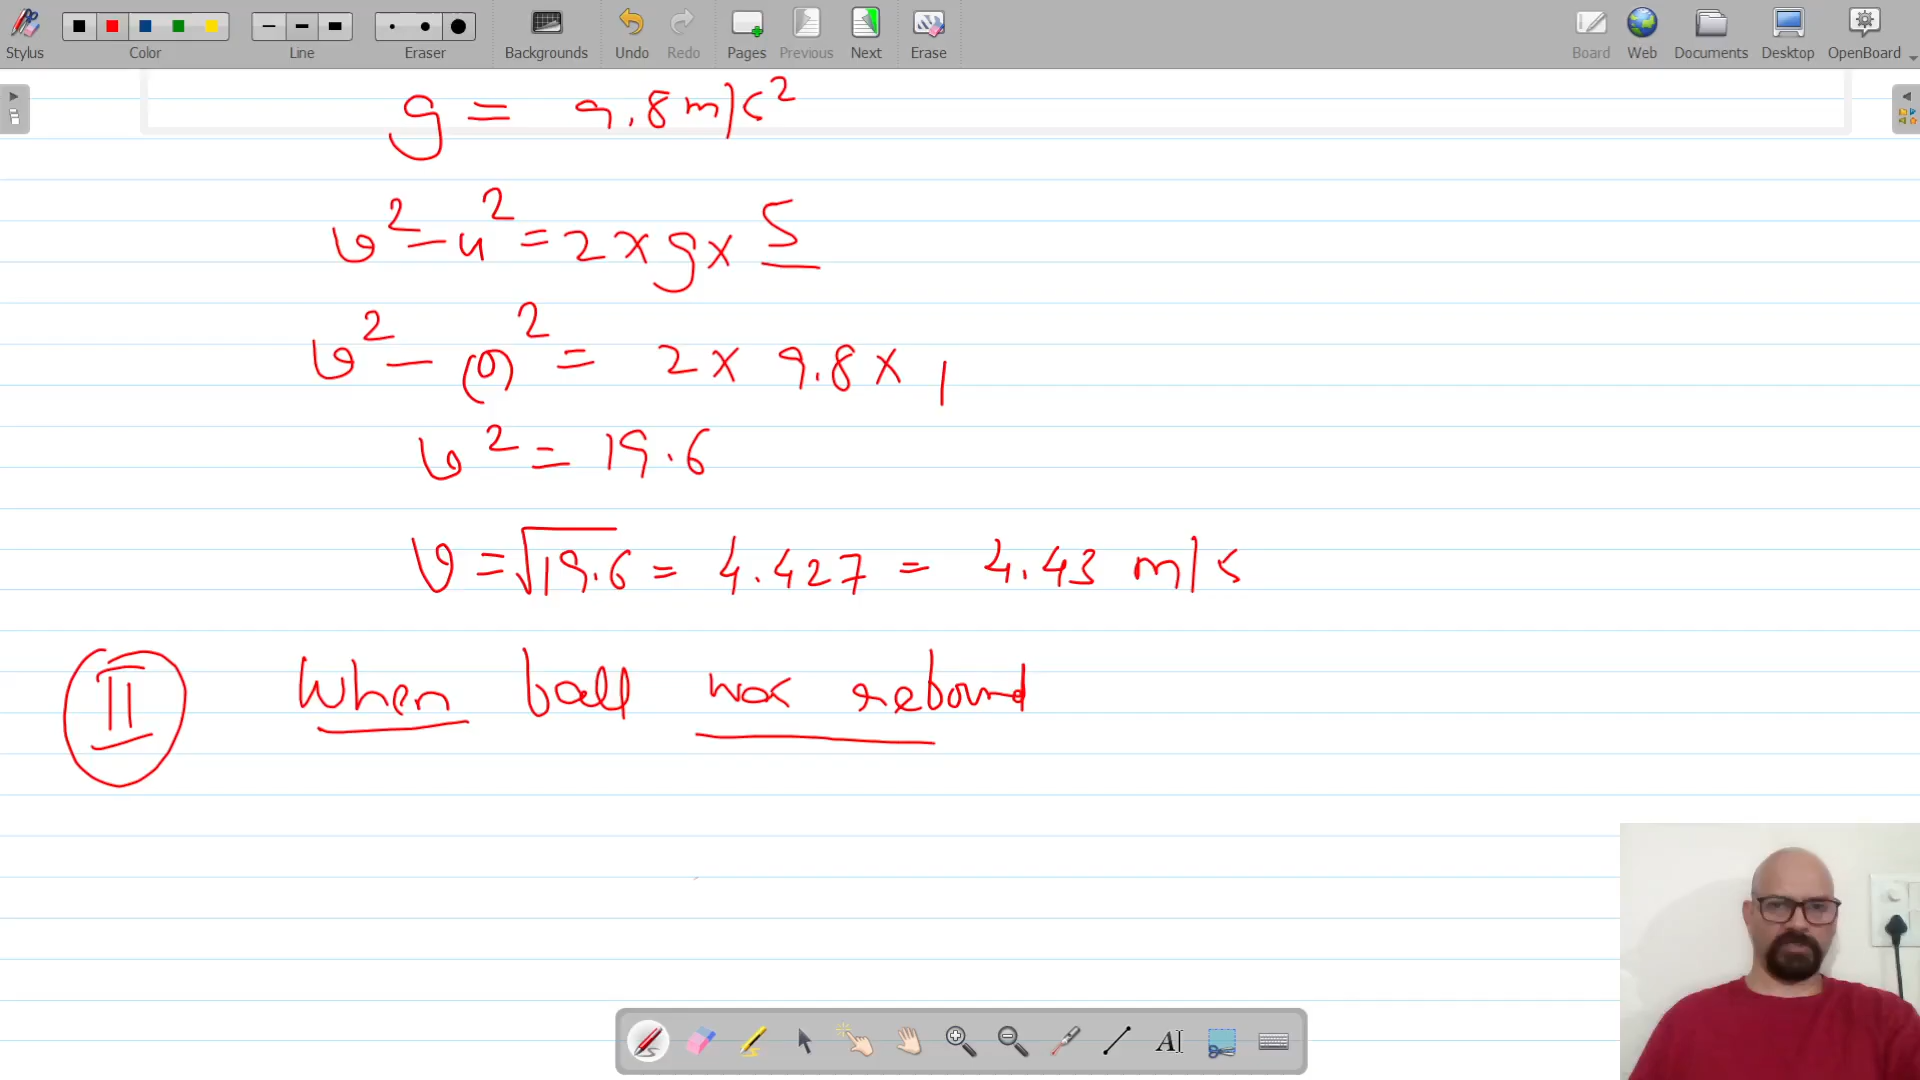 Stylus Color Line Eraser Backgrounds Undo Redo Pages Previous Next Erase Board Web Documents Desktop OpenBoard
g = 9.8 m/s²
v² - u² = 2 x g x S
v² - (0)² = 2 x 9.8 x 1
v² = 19.6
v = √19.6 = 4.427 = 4.43 m/s
II When ball was rebound